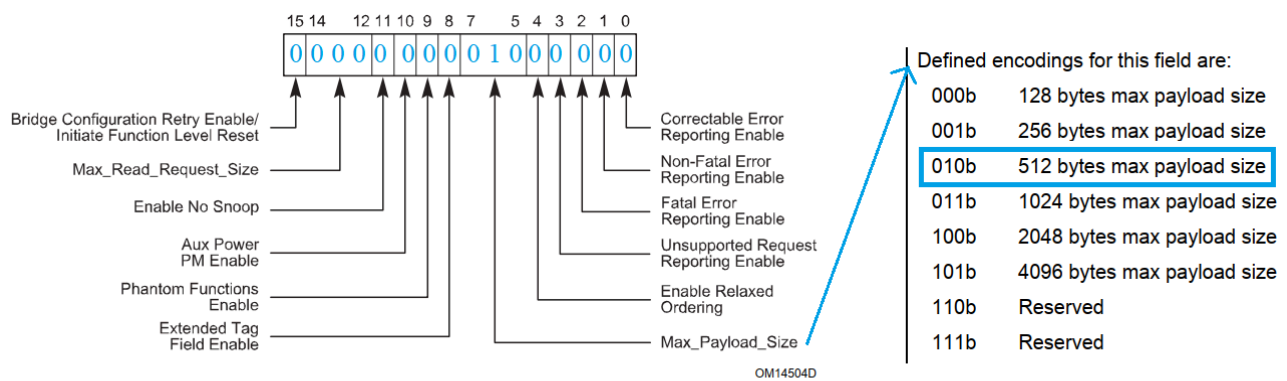 15 14 12 11 10 9 8 7 5 4 3 2 1 0
0 0 0 0 0 0 0 0 0 1 0 0 0 0 0 0
Bridge Configuration Retry Enable/
Initiate Function Level Reset
Max_Read_Request_Size
Enable No Snoop
Aux Power
PM Enable
Phantom Functions
Enable
Extended Tag
Field Enable
Correctable Error
Reporting Enable
Non-Fatal Error
Reporting Enable
Fatal Error
Reporting Enable
Unsupported Request
Reporting Enable
Enable Relaxed
Ordering
Max_Payload_Size
OM14504D
Defined encodings for this field are:
000b 128 bytes max payload size
001b 256 bytes max payload size
010b 512 bytes max payload size
011b 1024 bytes max payload size
100b 2048 bytes max payload size
101b 4096 bytes max payload size
110b Reserved
111b Reserved